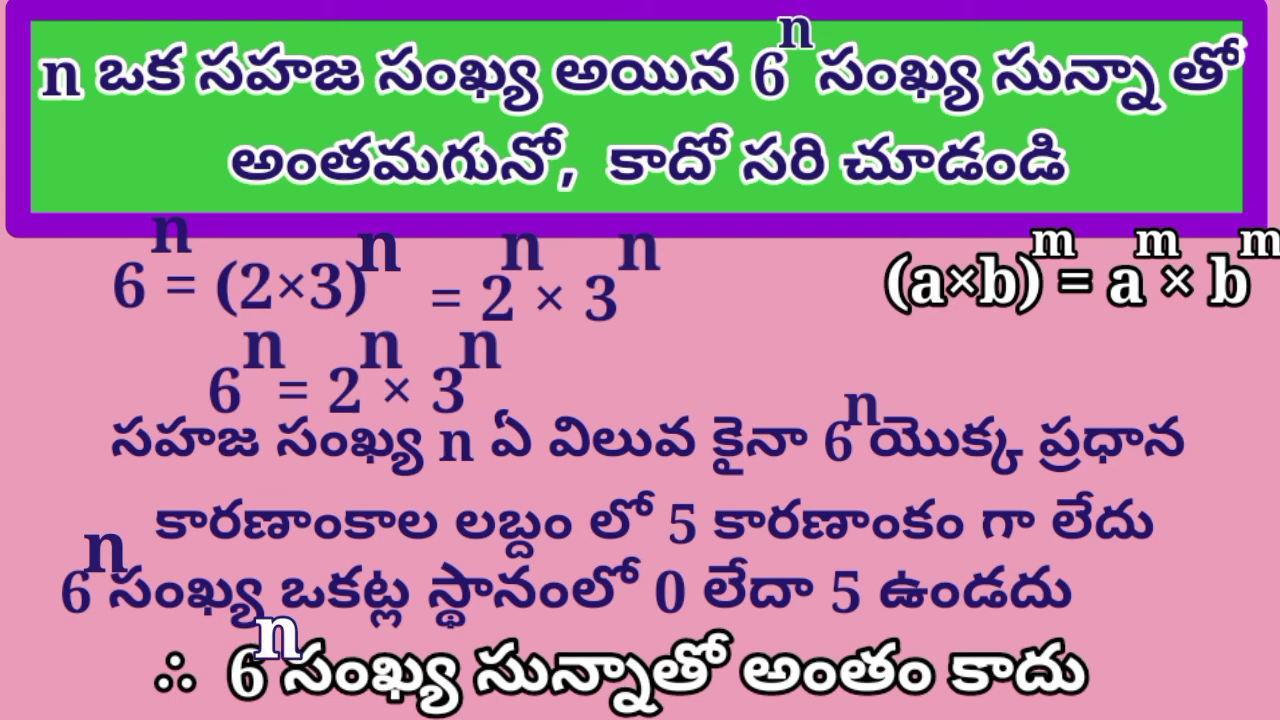 n ఒక సహజ సంఖ్య అయిన 6ⁿ సంఖ్య సున్నా తో
అంతమగునో, కాదో సరి చూడండి
6ⁿ = (2×3)ⁿ = 2ⁿ × 3ⁿ
(a×b)ᵐ = aᵐ × bᵐ
6ⁿ = 2ⁿ × 3ⁿ
సహజ సంఖ్య n ఏ విలువ కైనా 6ⁿ యొక్క ప్రధాన
కారణాంకాల లబ్దం లో 5 కారణాంకం గా లేదు
6ⁿ సంఖ్య ఒకట్ల స్థానంలో 0 లేదా 5 ఉండదు
∴ 6ⁿ సంఖ్య సున్నాతో అంతం కాదు